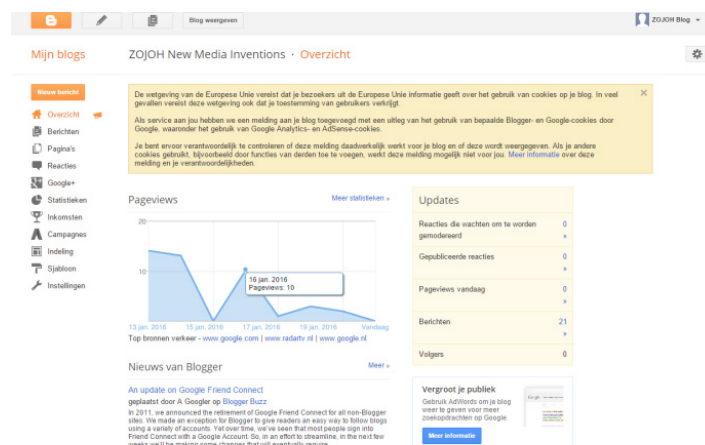 Blog weergeven
ZOJOH Blog
Mijn blogs
ZOJOH New Media Inventions · Overzicht
Nieuw bericht
Overzicht
Berichten
Pagina's
Reacties
Google+
Statistieken
Inkomsten
Campagnes
Indeling
Sjabloon
Instellingen
De wetgeving van de Europese Unie vereist dat je bezoekers uit de Europese Unie informatie geeft over het gebruik van cookies op je blog. In veel
gevallen vereist deze wetgeving ook dat je toestemming van gebruikers verkrijgt.
Als service aan jou hebben we een melding aan je blog toegevoegd met een uitleg van het gebruik van bepaalde Blogger- en Google-cookies door
Google, waaronder het gebruik van Google Analytics- en AdSense-cookies.
Je bent ervoor verantwoordelijk te controleren of deze melding daadwerkelijk werkt voor je blog en of deze wordt weergegeven. Als je andere
cookies gebruikt, bijvoorbeeld door functies van derden toe te voegen, werkt deze melding mogelijk niet voor jou. Meer informatie over deze
melding en je verantwoordelijkheden.
Pageviews
Meer statistieken »
20
10
16 jan. 2016
Pageviews: 10
13 jan. 2016 15 jan. 2016 17 jan. 2016 19 jan. 2016 Vandaag
Top bronnen verkeer - www.google.com | www.radartv.nl | www.google.nl
Nieuws van Blogger
Meer »
An update on Google Friend Connect
geplaatst door A Googler op Blogger Buzz
In 2011, we announced the retirement of Google Friend Connect for all non-Blogger
sites. We made an exception for Blogger to give readers an easy way to follow blogs
using a variety of accounts. Yet over time, we've seen that most people sign into
Friend Connect with a Google Account. So, in an effort to streamline, in the next few
weeks we'll be making some changes that will eventually require
Updates
Reacties die wachten om te worden 0
gemodereerd »
Gepubliceerde reacties 0
»
Pageviews vandaag 0
»
Berichten 21
»
Volgers 0
Vergroot je publiek
Gebruik AdWords om je blog
weer te geven voor meer
zoekopdrachten op Google
Meer informatie
Google